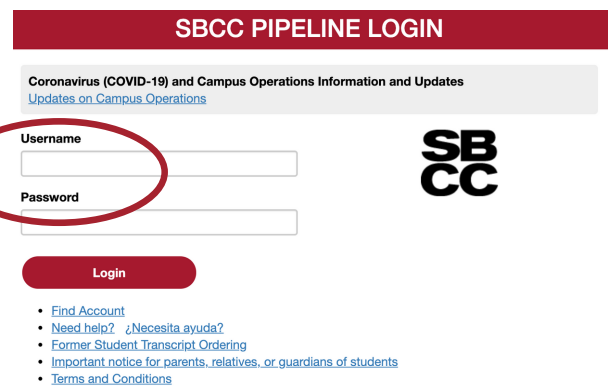 SBCC PIPELINE LOGIN
Coronavirus (COVID-19) and Campus Operations Information and Updates
Updates on Campus Operations
Username
SB
CC
Password
Login
• Find Account
• Need help? ¿Necesita ayuda?
• Former Student Transcript Ordering
• Important notice for parents, relatives, or guardians of students
• Terms and Conditions